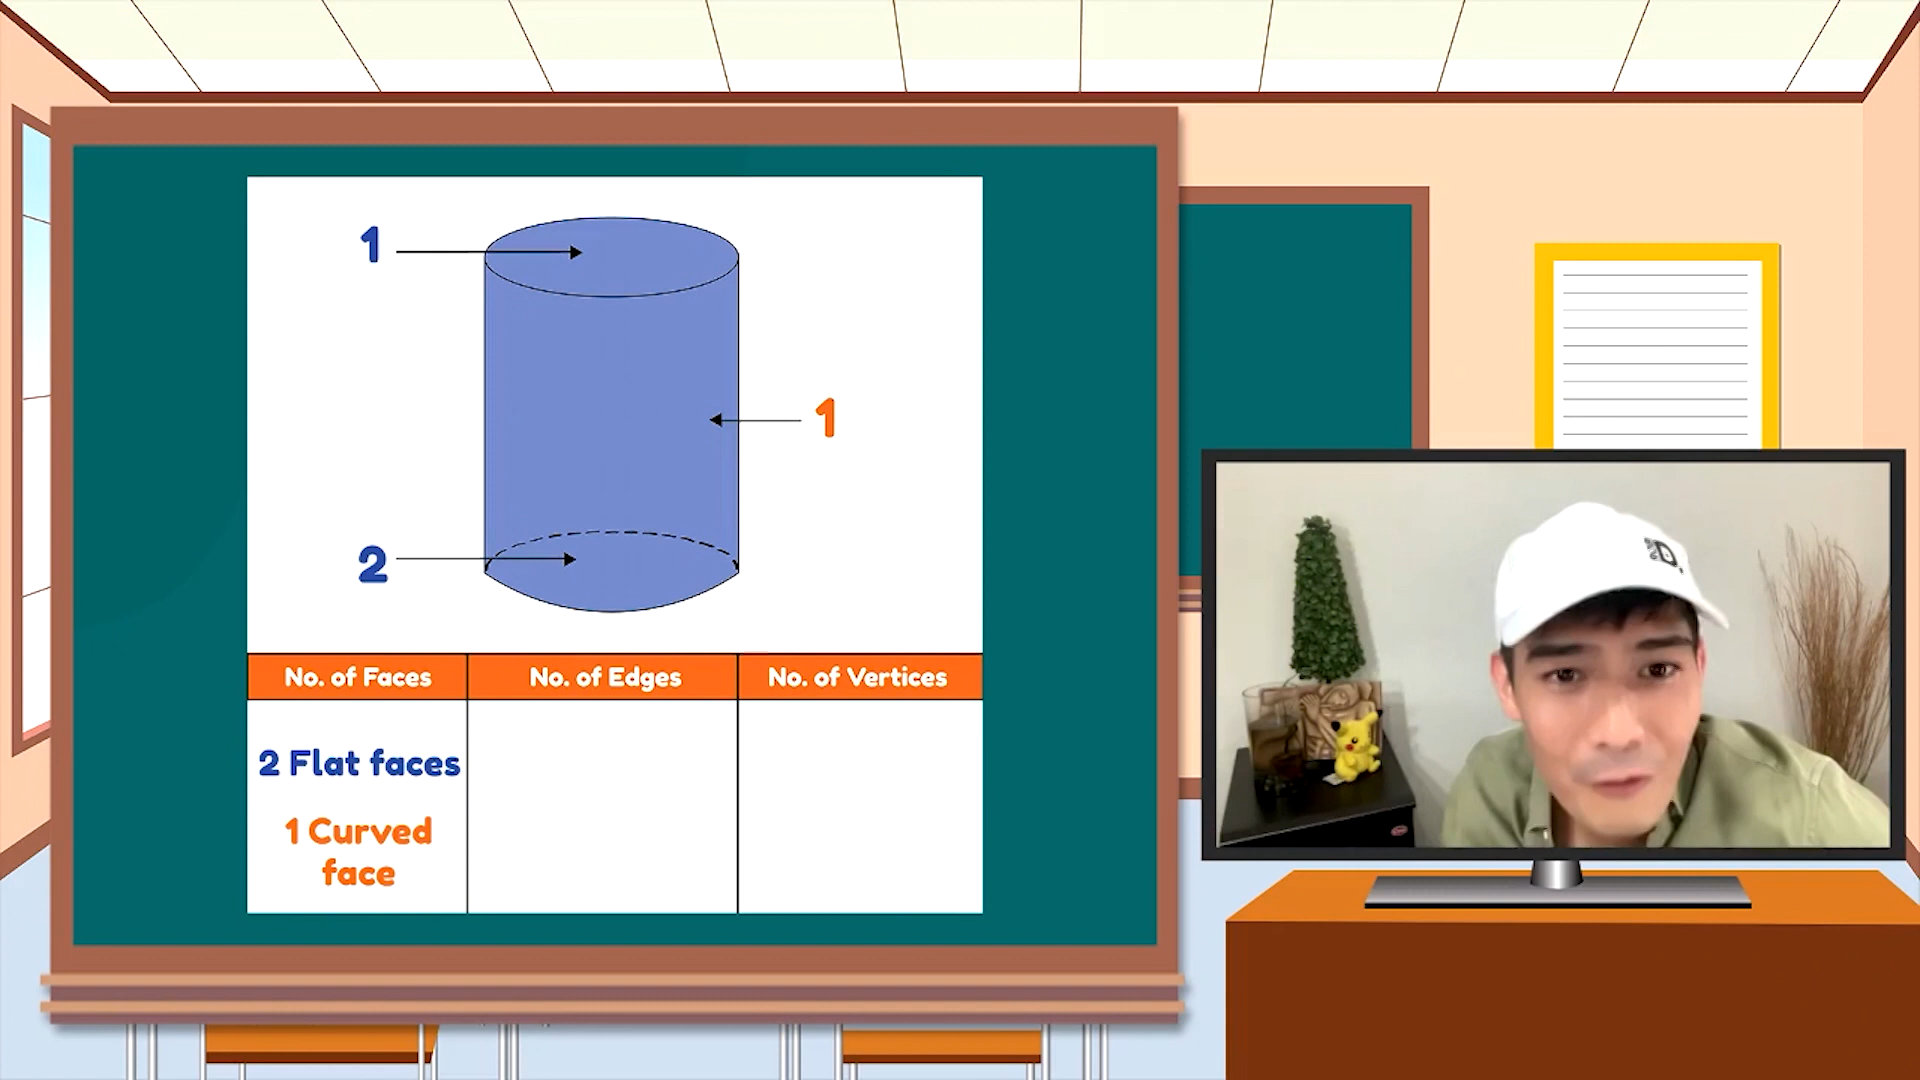 1
1
2
No. of Faces
No. of Edges
No. of Vertices
2 Flat faces
1 Curved
face